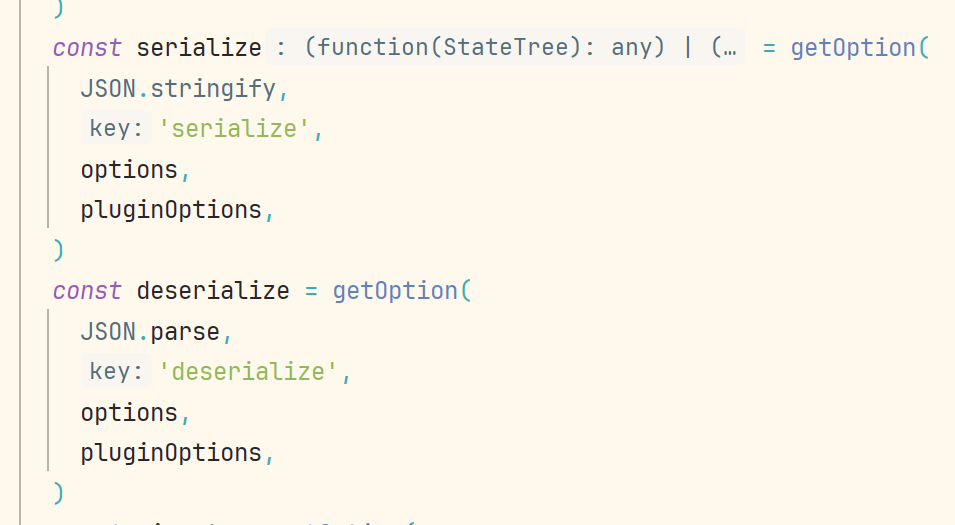 )
const serialize : (function(StateTree): any) | (… = getOption(
JSON.stringify,
key: 'serialize',
options,
pluginOptions,
)
const deserialize = getOption(
JSON.parse,
key: 'deserialize',
options,
pluginOptions,
)